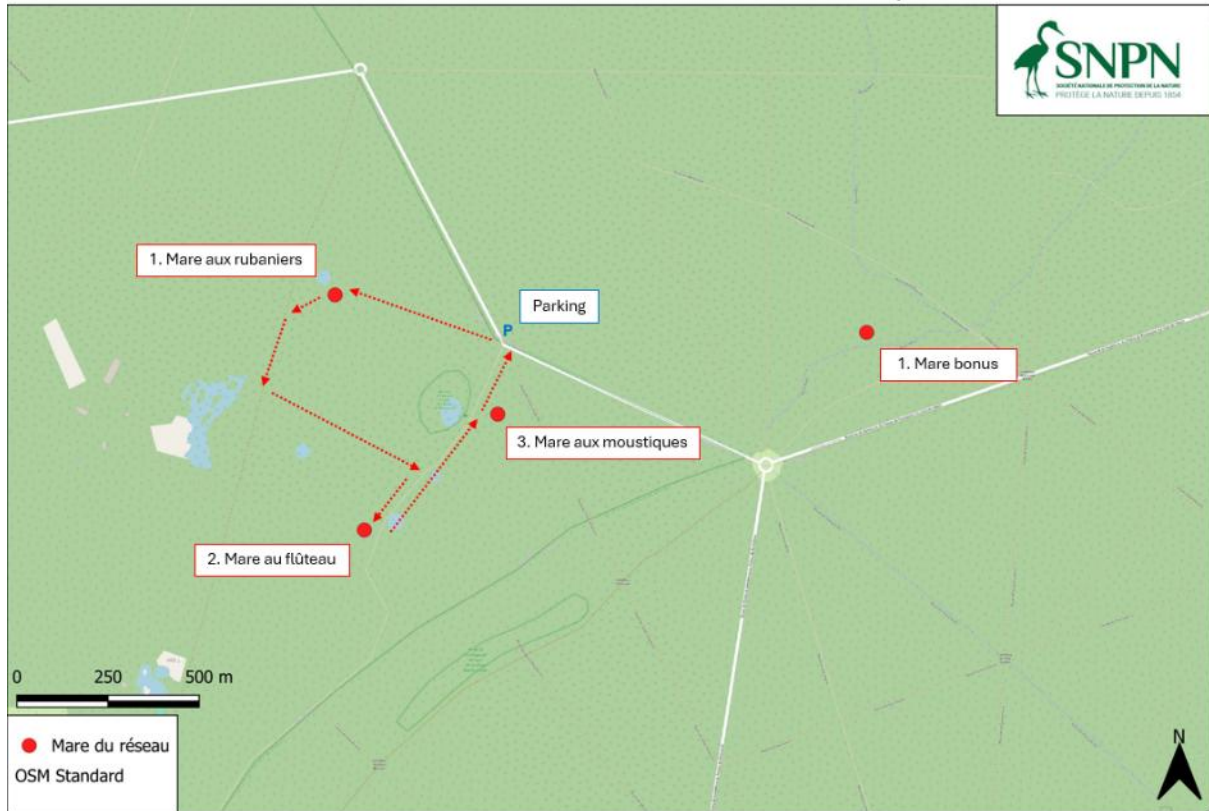 SNPN
SOCIÉTÉ NATIONALE DE PROTECTION DE LA NATURE
PROTÈGE LA NATURE DEPUIS 1854
1. Mare aux rubaniers
Parking
P
1. Mare bonus
3. Mare aux moustiques
2. Mare au flûteau
0 250 500 m
Mare du réseau
OSM Standard
N